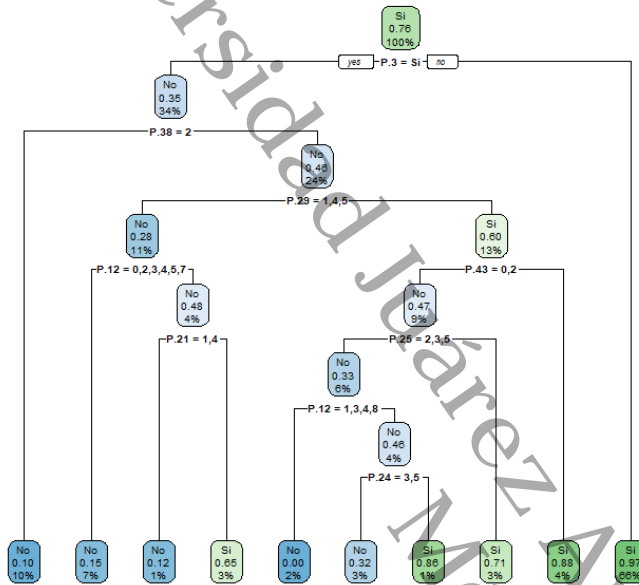 Si
0.76
100%
yes P.3 = Si no
No
0.35
34%
P.38 = 2
No
0.46
24%
P.29 = 1,4,5
No
0.28
11%
Si
0.60
13%
P.12 = 0,2,3,4,5,7
P.43 = 0,2
No
0.48
4%
No
0.47
9%
P.21 = 1,4
P.25 = 2,3,5
No
0.33
6%
P.12 = 1,3,4,8
No
0.46
4%
P.24 = 3,5
No
0.10
10%
No
0.15
7%
No
0.12
1%
Si
0.65
3%
No
0.00
2%
No
0.32
3%
Si
0.86
1%
Si
0.71
3%
Si
0.88
4%
Si
0.97
66%
ersidad Juárez A
M